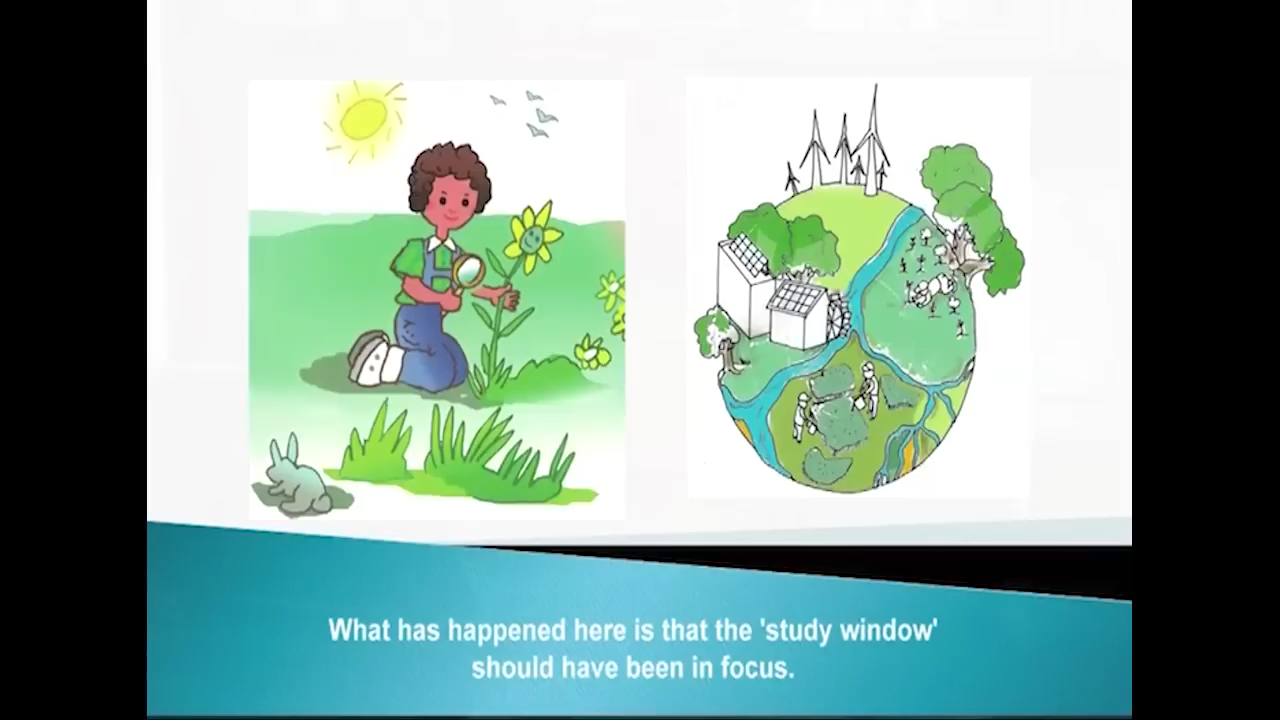 What has happened here is that the 'study window'
should have been in focus.